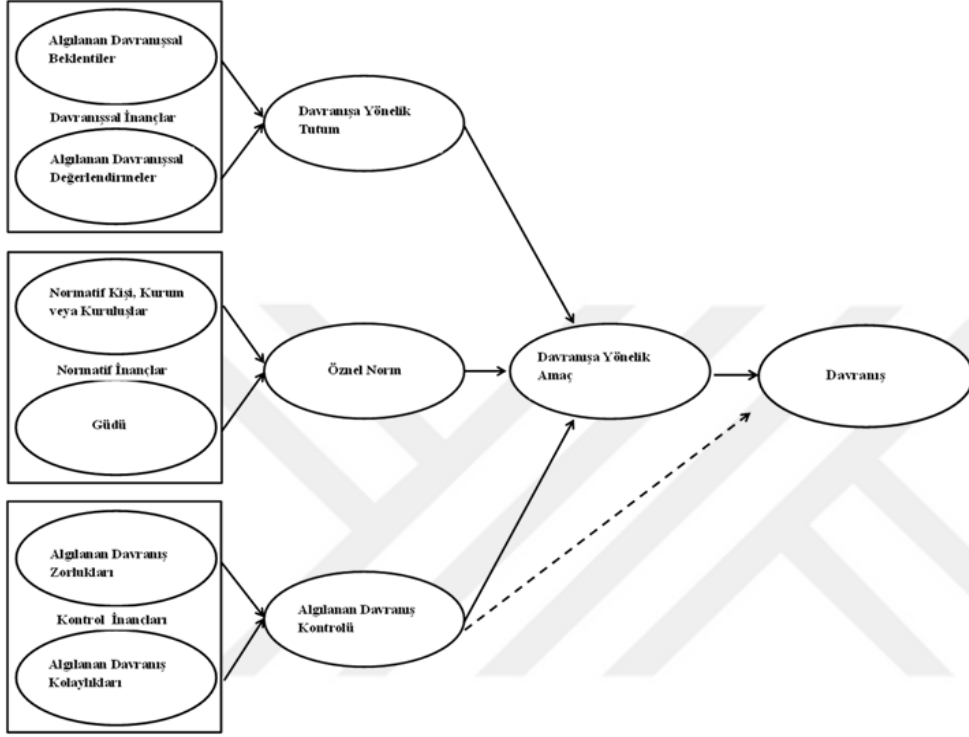 Algılanan Davranışsal
Beklentiler
Davranışsal İnançlar
Algılanan Davranışsal
Değerlendirmeler
Davranışa Yönelik
Tutum
Normatif Kişi, Kurum
veya Kuruluşlar
Normatif İnançlar
Güdü
Öznel Norm
Davranışa Yönelik
Amaç
Davranış
Algılanan Davranış
Zorlukları
Kontrol İnançları
Algılanan Davranış
Kolaylıkları
Algılanan Davranış
Kontrolü